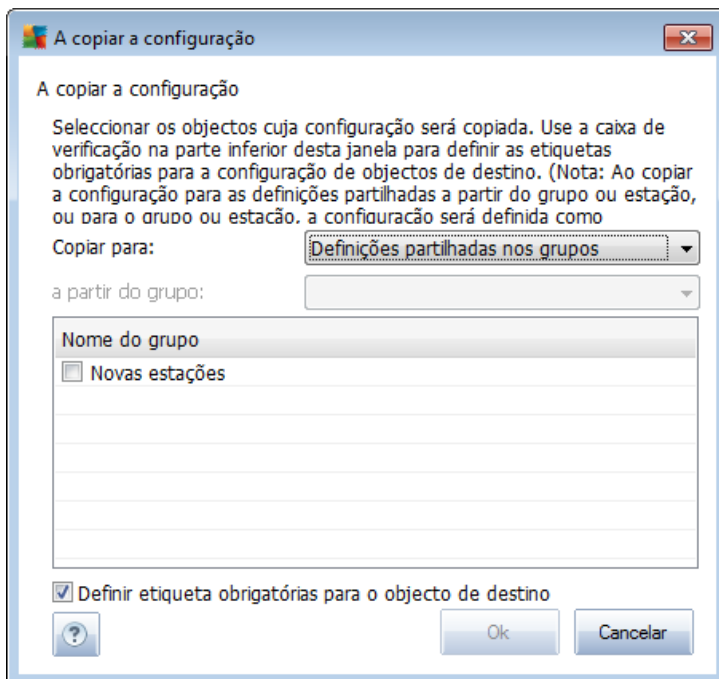 A copiar a configuração
A copiar a configuração
Seleccionar os objectos cuja configuração será copiada. Use a caixa de
verificação na parte inferior desta janela para definir as etiquetas
obrigatórias para a configuração de objectos de destino. (Nota: Ao copiar
a configuração para as definições partilhadas a partir do grupo ou estação,
ou para o grupo ou estação, a configuração será definida como
Copiar para:
Definições partilhadas nos grupos
a partir do grupo:
Nome do grupo
Novas estações
Definir etiqueta obrigatórias para o objecto de destino
?
Ok
Cancelar